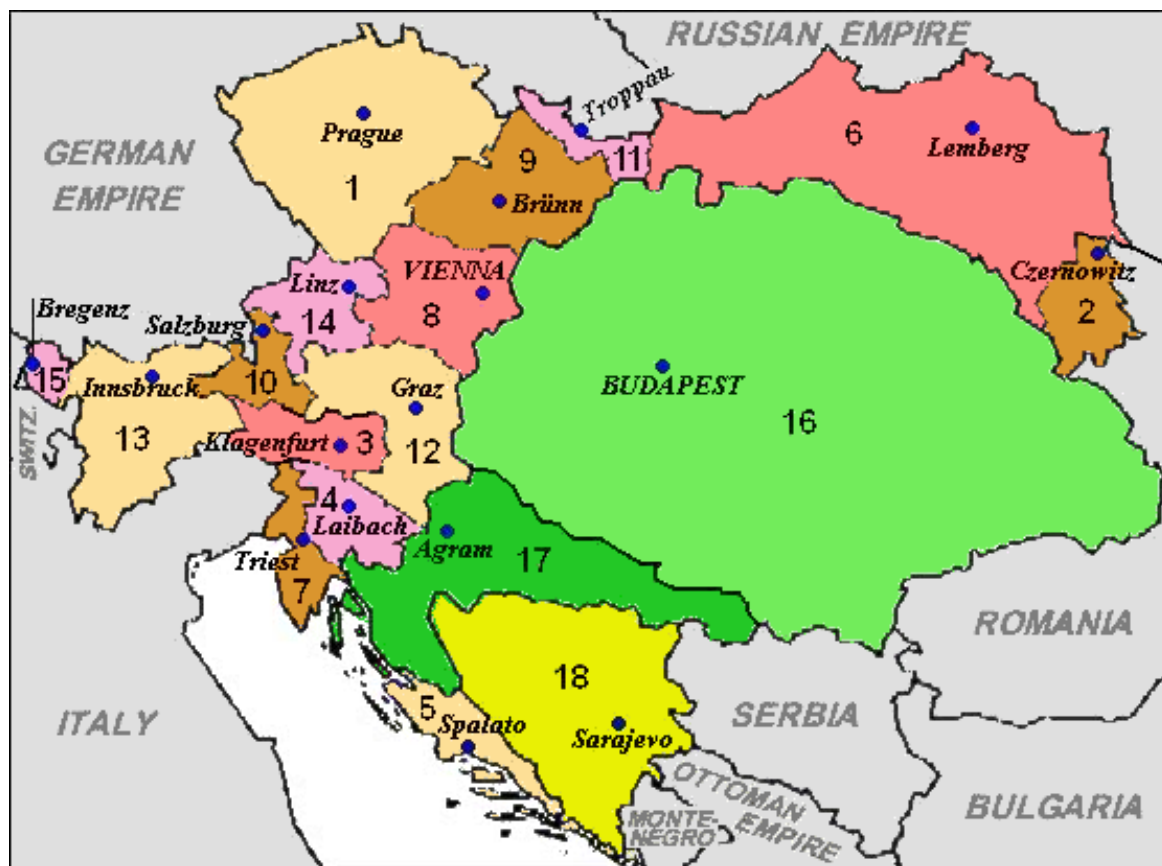 RUSSIAN EMPIRE
Troppau
Prague
Lemberg
6
9
11
GERMAN
EMPIRE
1
Brünn
VIENNA
Czernowitz
Linz
2
Bregenz
Salzburg
14
8
15
Innsbruck
10
Graz
BUDAPEST
16
SWITZ.
13
Klagenfurt
3
12
4
Laibach
Agram
17
Triest
7
ROMANIA
18
5
ITALY
Spalato
Sarajevo
SERBIA
OTTOMAN
EMPIRE
MONTE-
NEGRO
BULGARIA